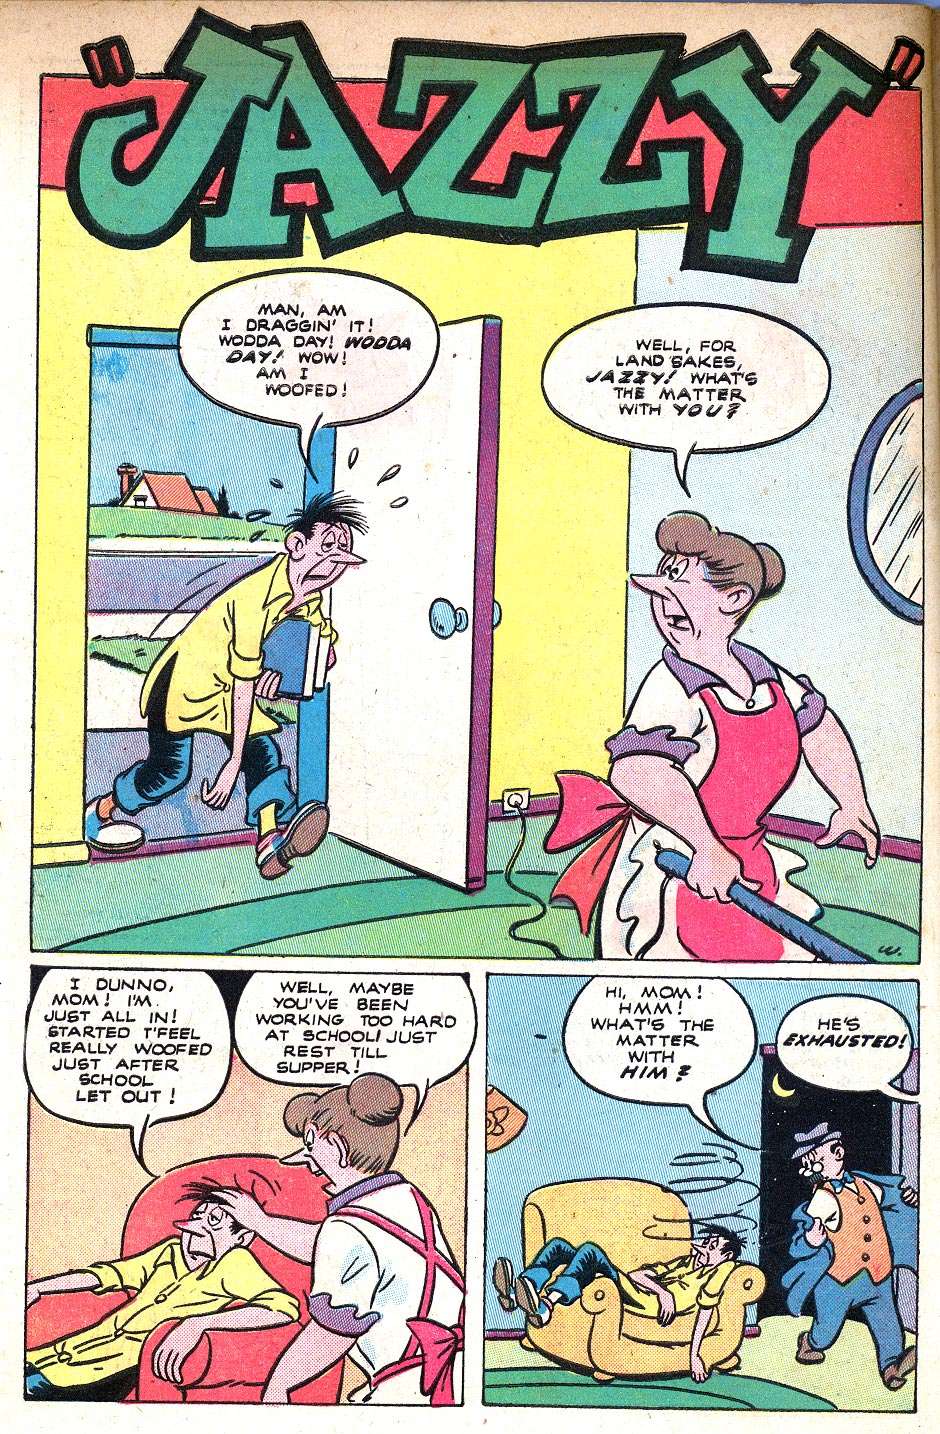 "JAZZY"
MAN, AM
I DRAGGIN' IT!
WODDA DAY! WODDA
DAY! WOW!
AM I
WOOFED!
WELL, FOR
LAND SAKES,
JAZZY! WHAT'S
THE MATTER
WITH YOU?
W.
I DUNNO,
MOM! I'M
JUST ALL IN!
STARTED T'FEEL
REALLY WOOFED
JUST AFTER
SCHOOL
LET OUT!
WELL, MAYBE
YOU'VE BEEN
WORKING TOO HARD
AT SCHOOL! JUST
REST TILL
SUPPER!
HI, MOM!
HMM!
WHAT'S THE
MATTER
WITH
HIM?
HE'S
EXHAUSTED!